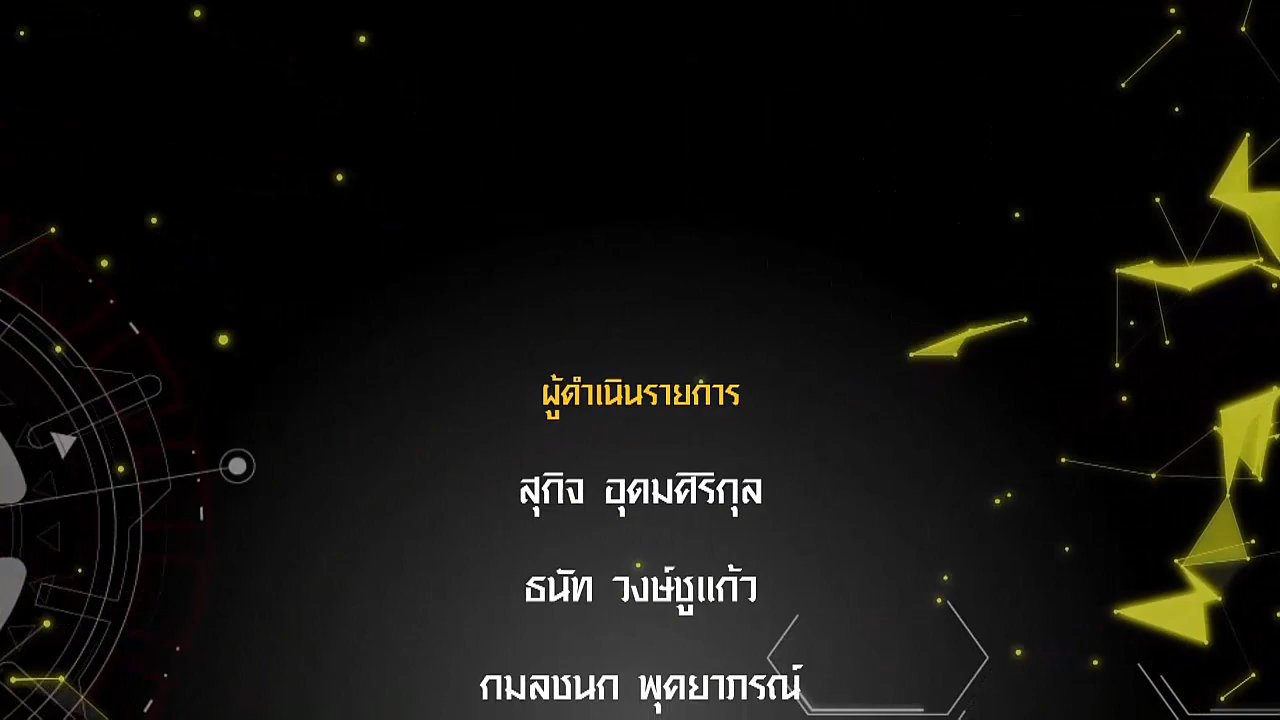 ผู้ดำเนินรายการ
สุกิจ อุดมศิริกุล
ธนัท วงษ์ชูแก้ว
กมลชนก พุดยาภรณ์